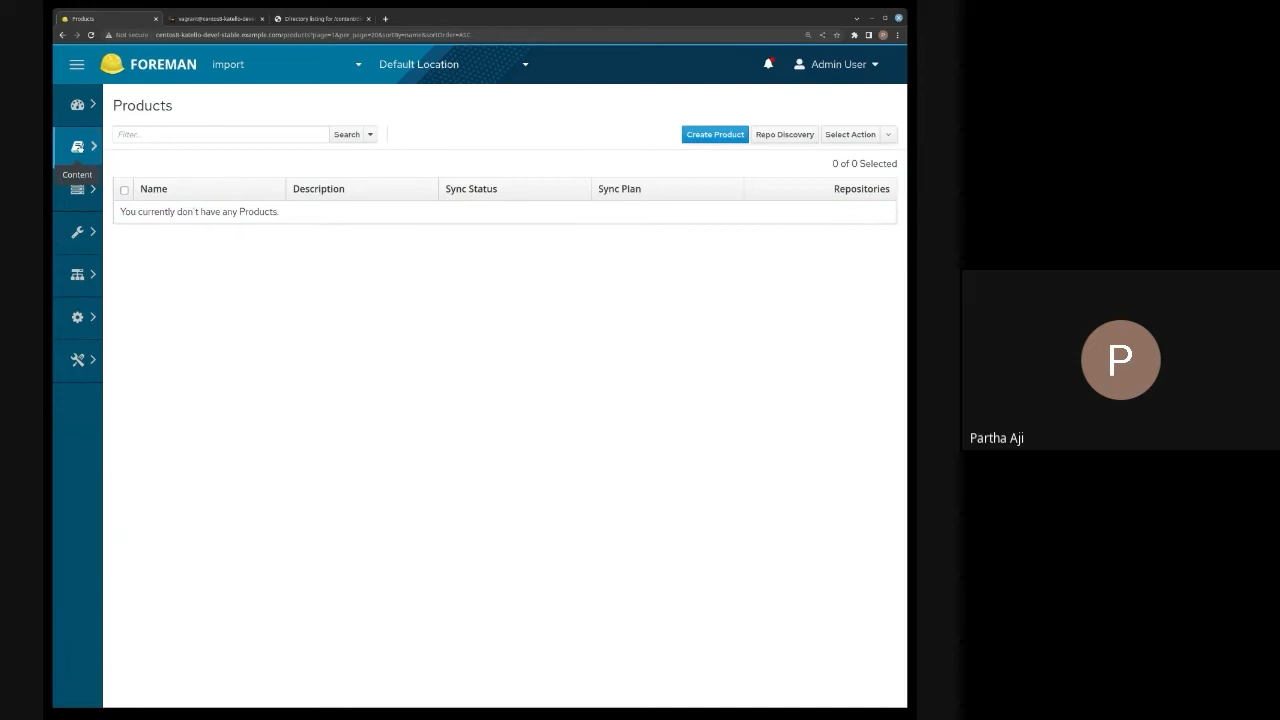 Products
vagrant@centos8-katello-deve
Directory listing for /content/di
Not secure
centos8-katello-devel-stable.example.com/products?page=1&per_page=20&sortBy=name&sortOrder=ASC
FOREMAN
import
Default Location
Admin User
Products
Filter...
Search
Create Product
Repo Discovery
Select Action
0 of 0 Selected
Content
Name
Description
Sync Status
Sync Plan
Repositories
You currently don't have any Products.
P
Partha Aji